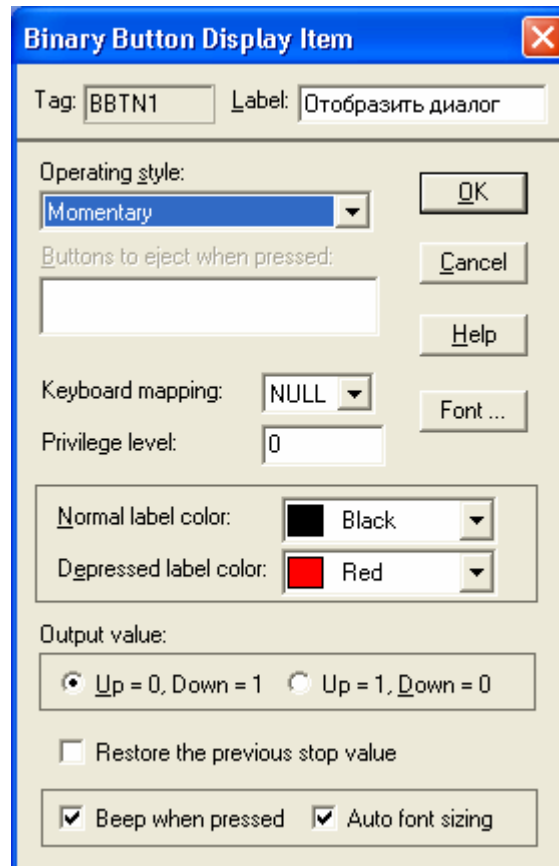 Binary Button Display Item
Tag: BBTN1 Label: Отобразить диалог
Operating style:
Momentary
OK
Buttons to eject when pressed:
Cancel
Help
Keyboard mapping: NULL
Font ...
Privilege level: 0
Normal label color: Black
Depressed label color: Red
Output value:
Up = 0, Down = 1 Up = 1, Down = 0
Restore the previous stop value
Beep when pressed Auto font sizing